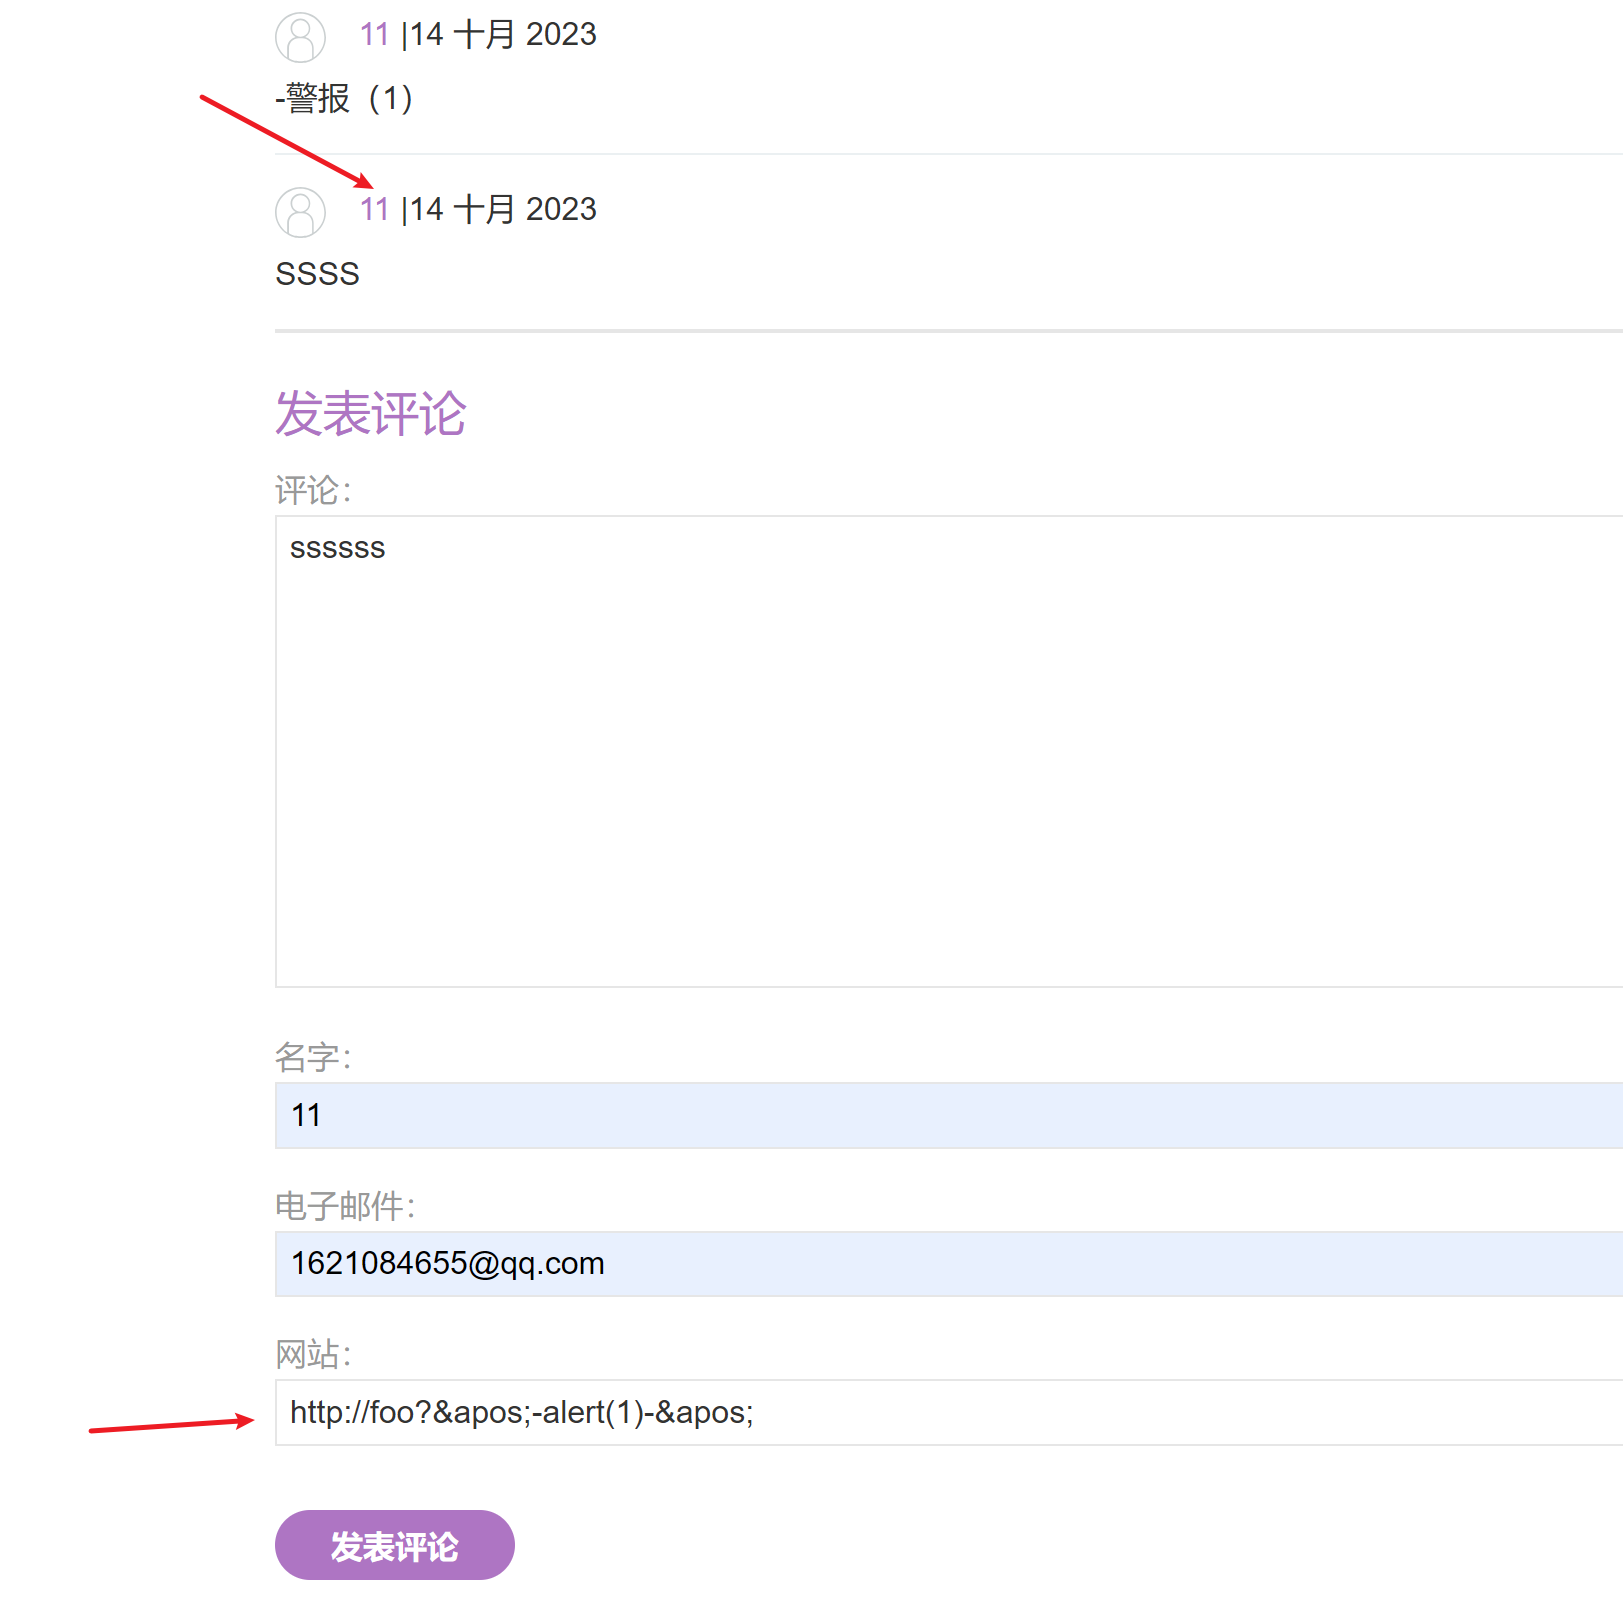 11 |14 十月 2023
-警报（1）
11 |14 十月 2023
SSSS
发表评论
评论：
ssssss
名字：
11
电子邮件：
1621084655@qq.com
网站：
http://foo?&apos;-alert(1)-&apos;
发表评论